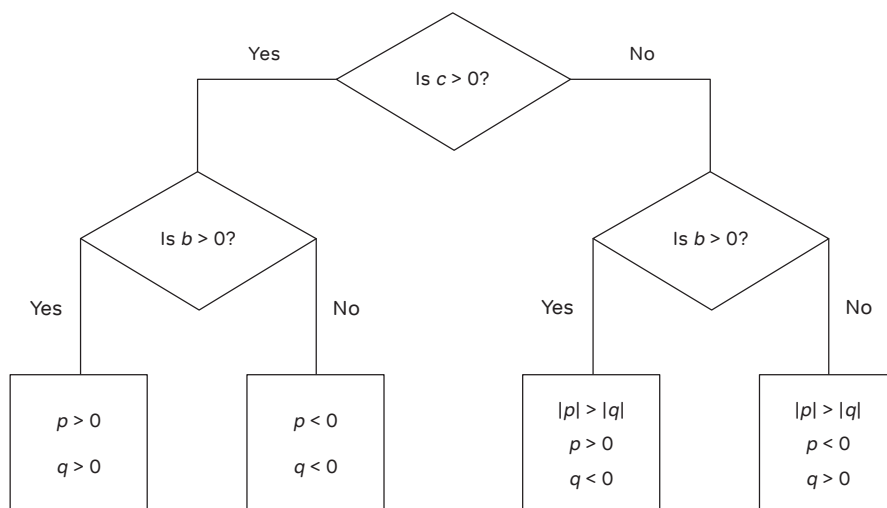 Yes
Is c > 0?
No
Is b > 0?
Yes
No
Is b > 0?
Yes
No
p > 0
q > 0
p < 0
q < 0
|p| > |q|
p > 0
q < 0
|p| > |q|
p < 0
q > 0